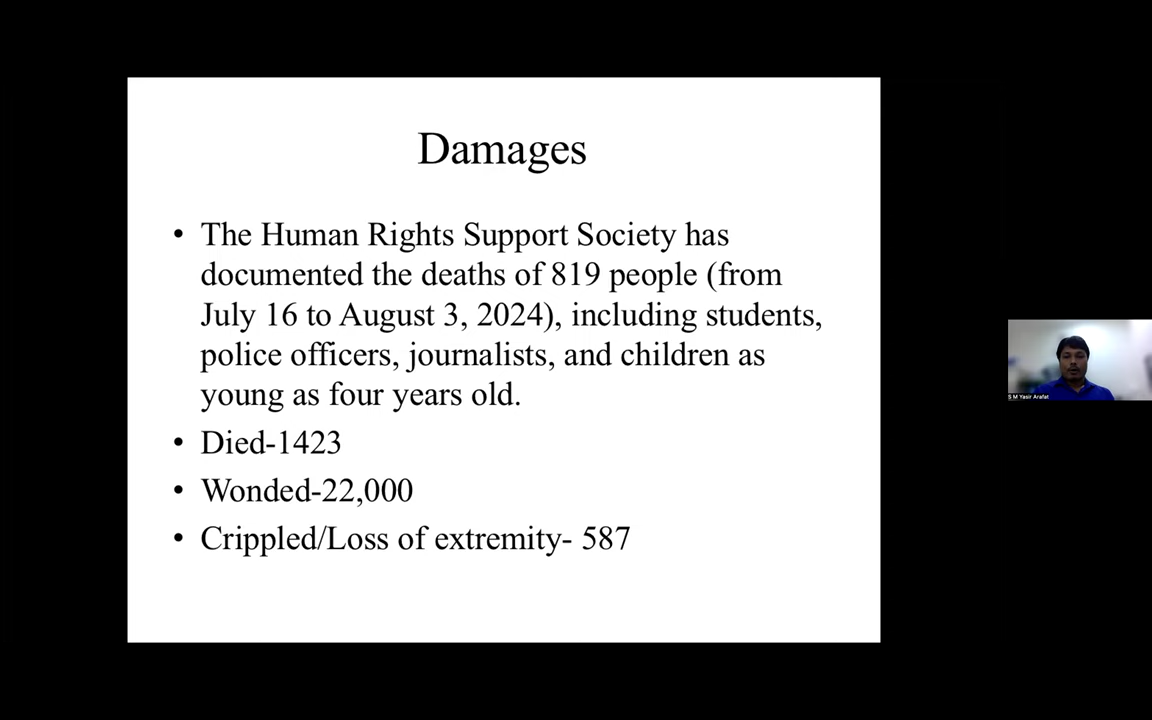 Damages
• The Human Rights Support Society has
documented the deaths of 819 people (from
July 16 to August 3, 2024), including students,
police officers, journalists, and children as
young as four years old.
• Died-1423
• Wonded-22,000
• Crippled/Loss of extremity- 587
S M Yasir Arafat